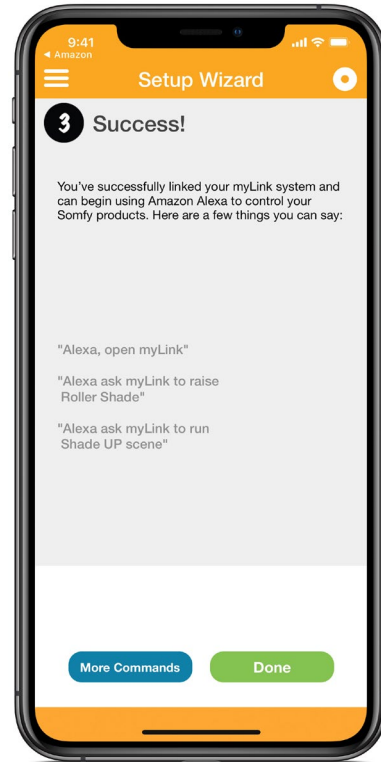 9:41
◀ Amazon
Setup Wizard
3 Success!
You've successfully linked your myLink system and
can begin using Amazon Alexa to control your
Somfy products. Here are a few things you can say:
"Alexa, open myLink"
"Alexa ask myLink to raise
Roller Shade"
"Alexa ask myLink to run
Shade UP scene"
More Commands
Done